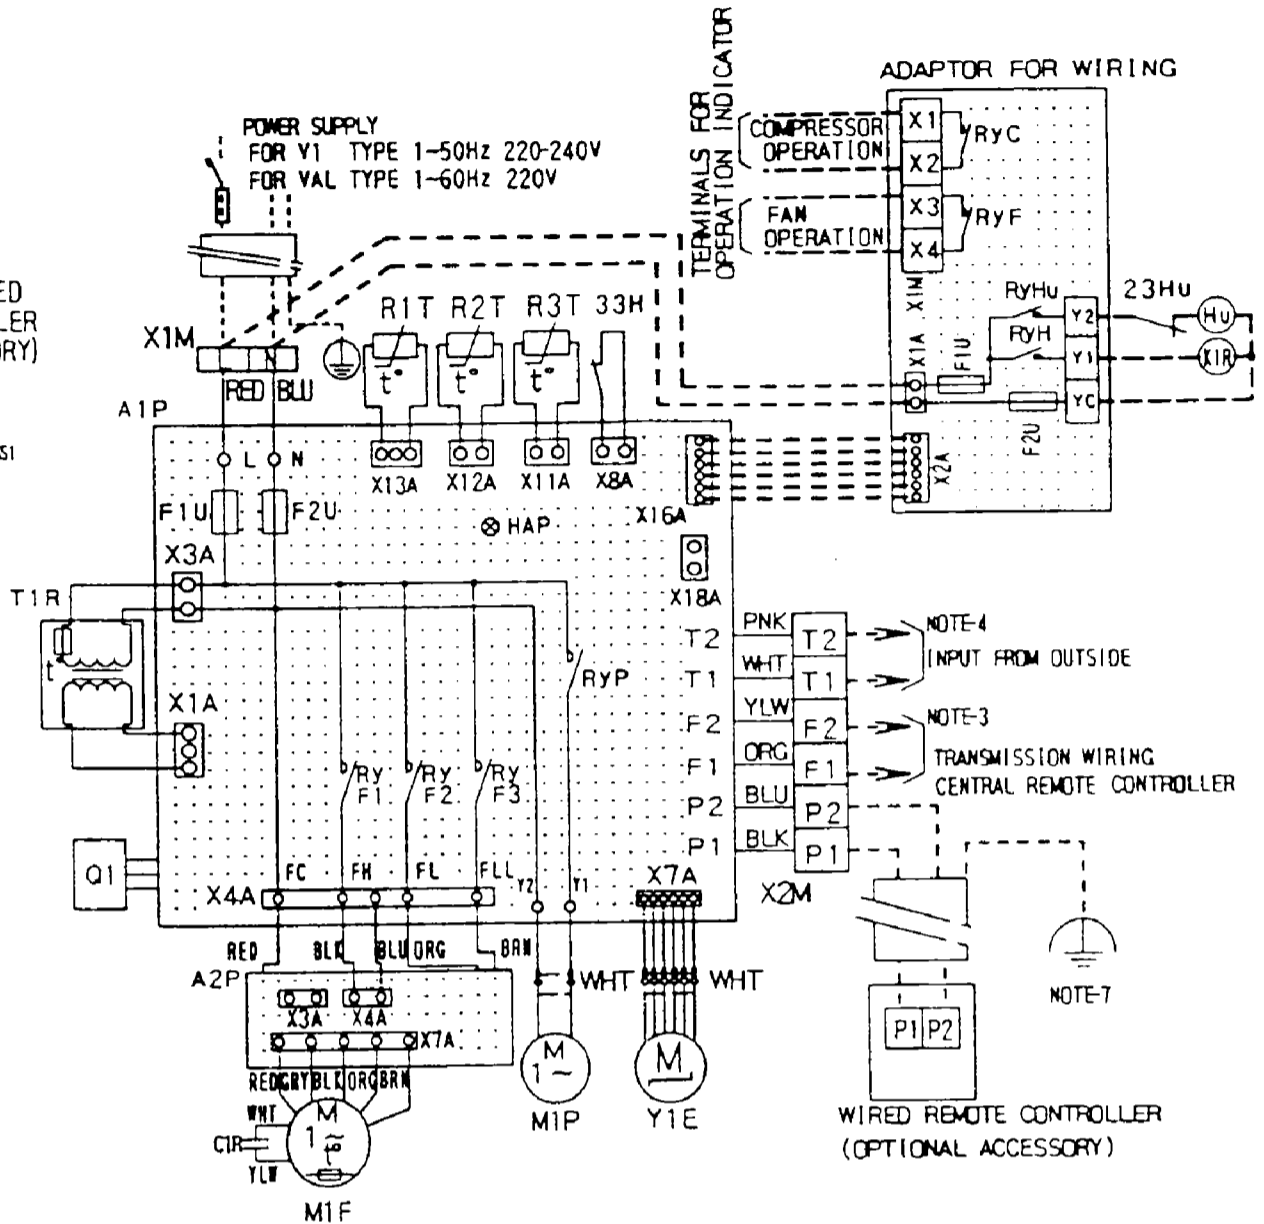 ADAPTOR FOR WIRING
TERMINALS FOR
OPERATION INDICATOR
POWER SUPPLY
FOR V1 TYPE 1~50Hz 220-240V
FOR VAL TYPE 1~60Hz 220V
COMPRESSOR
OPERATION
FAN
OPERATION
X1
X2
X3
X4
RyC
RyF
X1M
ED
LER
ORY)
S1
X1M
RED
BLU
R1T
R2T
R3T
33H
t°
t°
t°
RyHu
RyH
23Hu
Y2
Y1
YC
Hu
X1R
X1A
F1U
F2U
X2A
A1P
L
N
X13A
X12A
X11A
X8A
X16A
F1U
F2U
HAP
X18A
X3A
T1R
t°
X1A
RyP
Ry
F1
Ry
F2
Ry
F3
T2
PNK
T2
T1
WHT
T1
F2
YLW
F2
F1
ORG
F1
P2
BLU
P2
P1
BLK
P1
NOTE-4
INPUT FROM OUTSIDE
NOTE-3
TRANSMISSION WIRING
CENTRAL REMOTE CONTROLLER
Q1
X4A
FC
FH
FL
FLL
Y2
Y1
X7A
X2M
RED
BLK
BLU
ORG
BRN
A2P
X3A
X4A
X7A
WHT
WHT
NOTE-7
P1
P2
RED
GRY
BLK
ORG
BRN
WHT
C1R
YLW
M
1~
t°
M1F
M
1~
M1P
M
Y1E
WIRED REMOTE CONTROLLER
(OPTIONAL ACCESSORY)